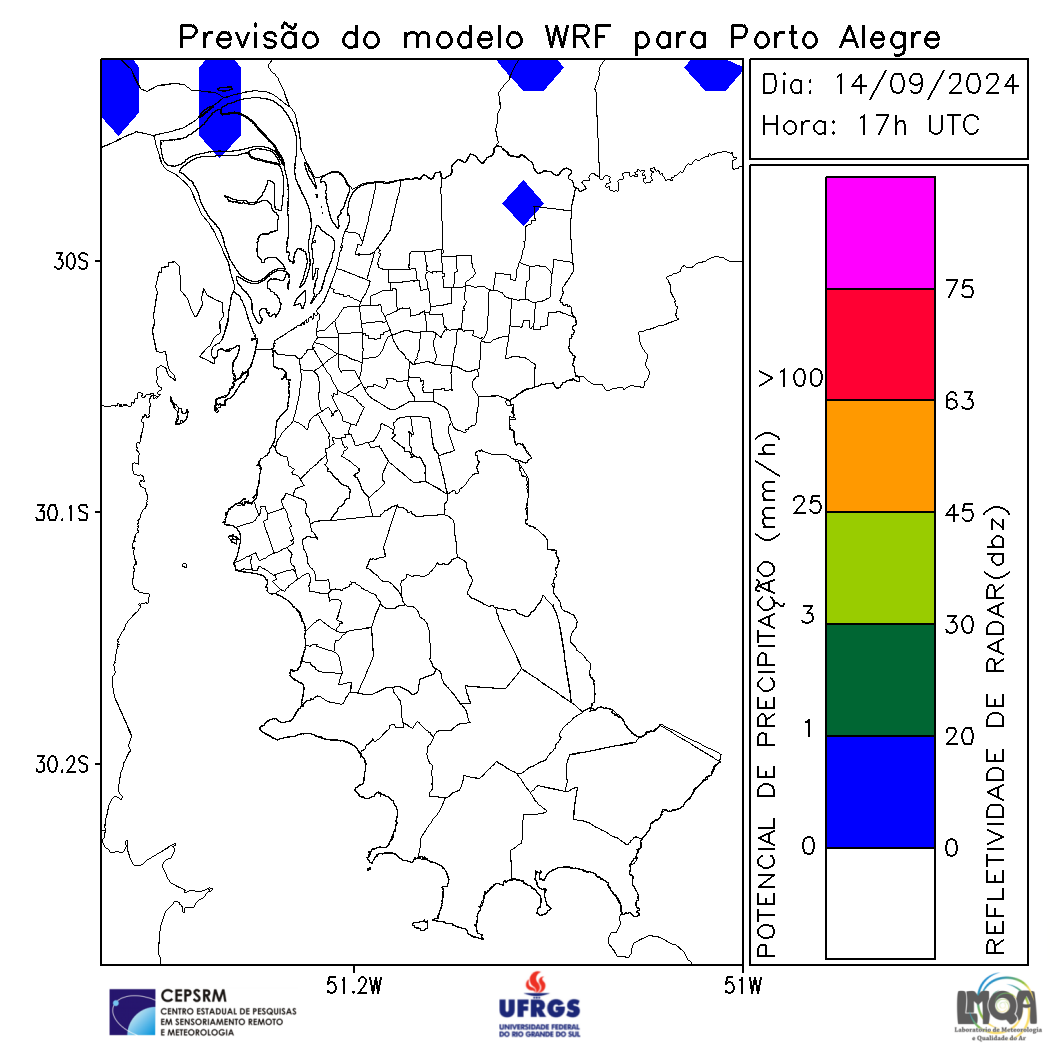 Previsão do modelo WRF para Porto Alegre
Dia: 14/09/2024
Hora: 17h UTC
30S
30.1S
30.2S
51.2W
51W
POTENCIAL DE PRECIPITAÇÃO (mm/h)
>100
25
3
1
0
75
63
45
30
20
0
REFLETIVIDADE DE RADAR(dbz)
CEPSRM
CENTRO ESTADUAL DE PESQUISAS
EM SENSORIAMENTO REMOTO
E METEOROLOGIA
UFRGS
UNIVERSIDADE FEDERAL
DO RIO GRANDE DO SUL
LMQA
Laboratório de Meteorologia
e Qualidade do Ar